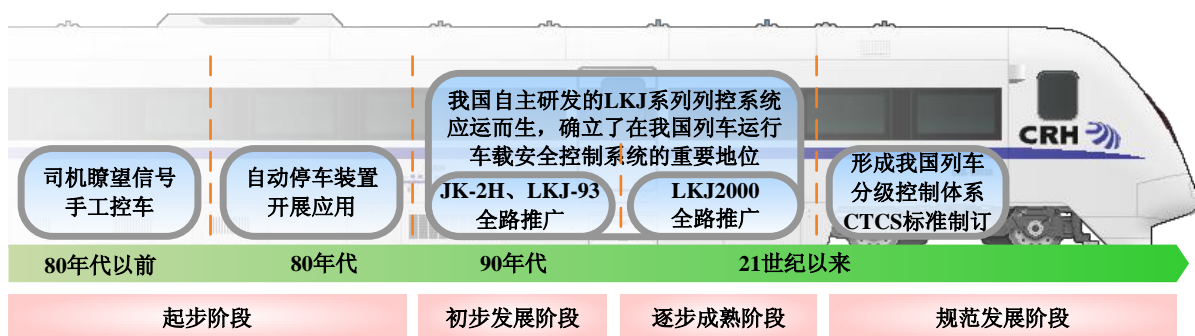 我国自主研发的LKJ系列列控系统
应运而生，确立了在我国列车运行
车载安全控制系统的重要地位
CRH
司机瞭望信号
手工控车
自动停车装置
开展应用
JK-2H、LKJ-93
全路推广
LKJ2000
全路推广
形成我国列车
分级控制体系
CTCS标准制订
80年代以前
80年代
90年代
21世纪以来
起步阶段
初步发展阶段
逐步成熟阶段
规范发展阶段